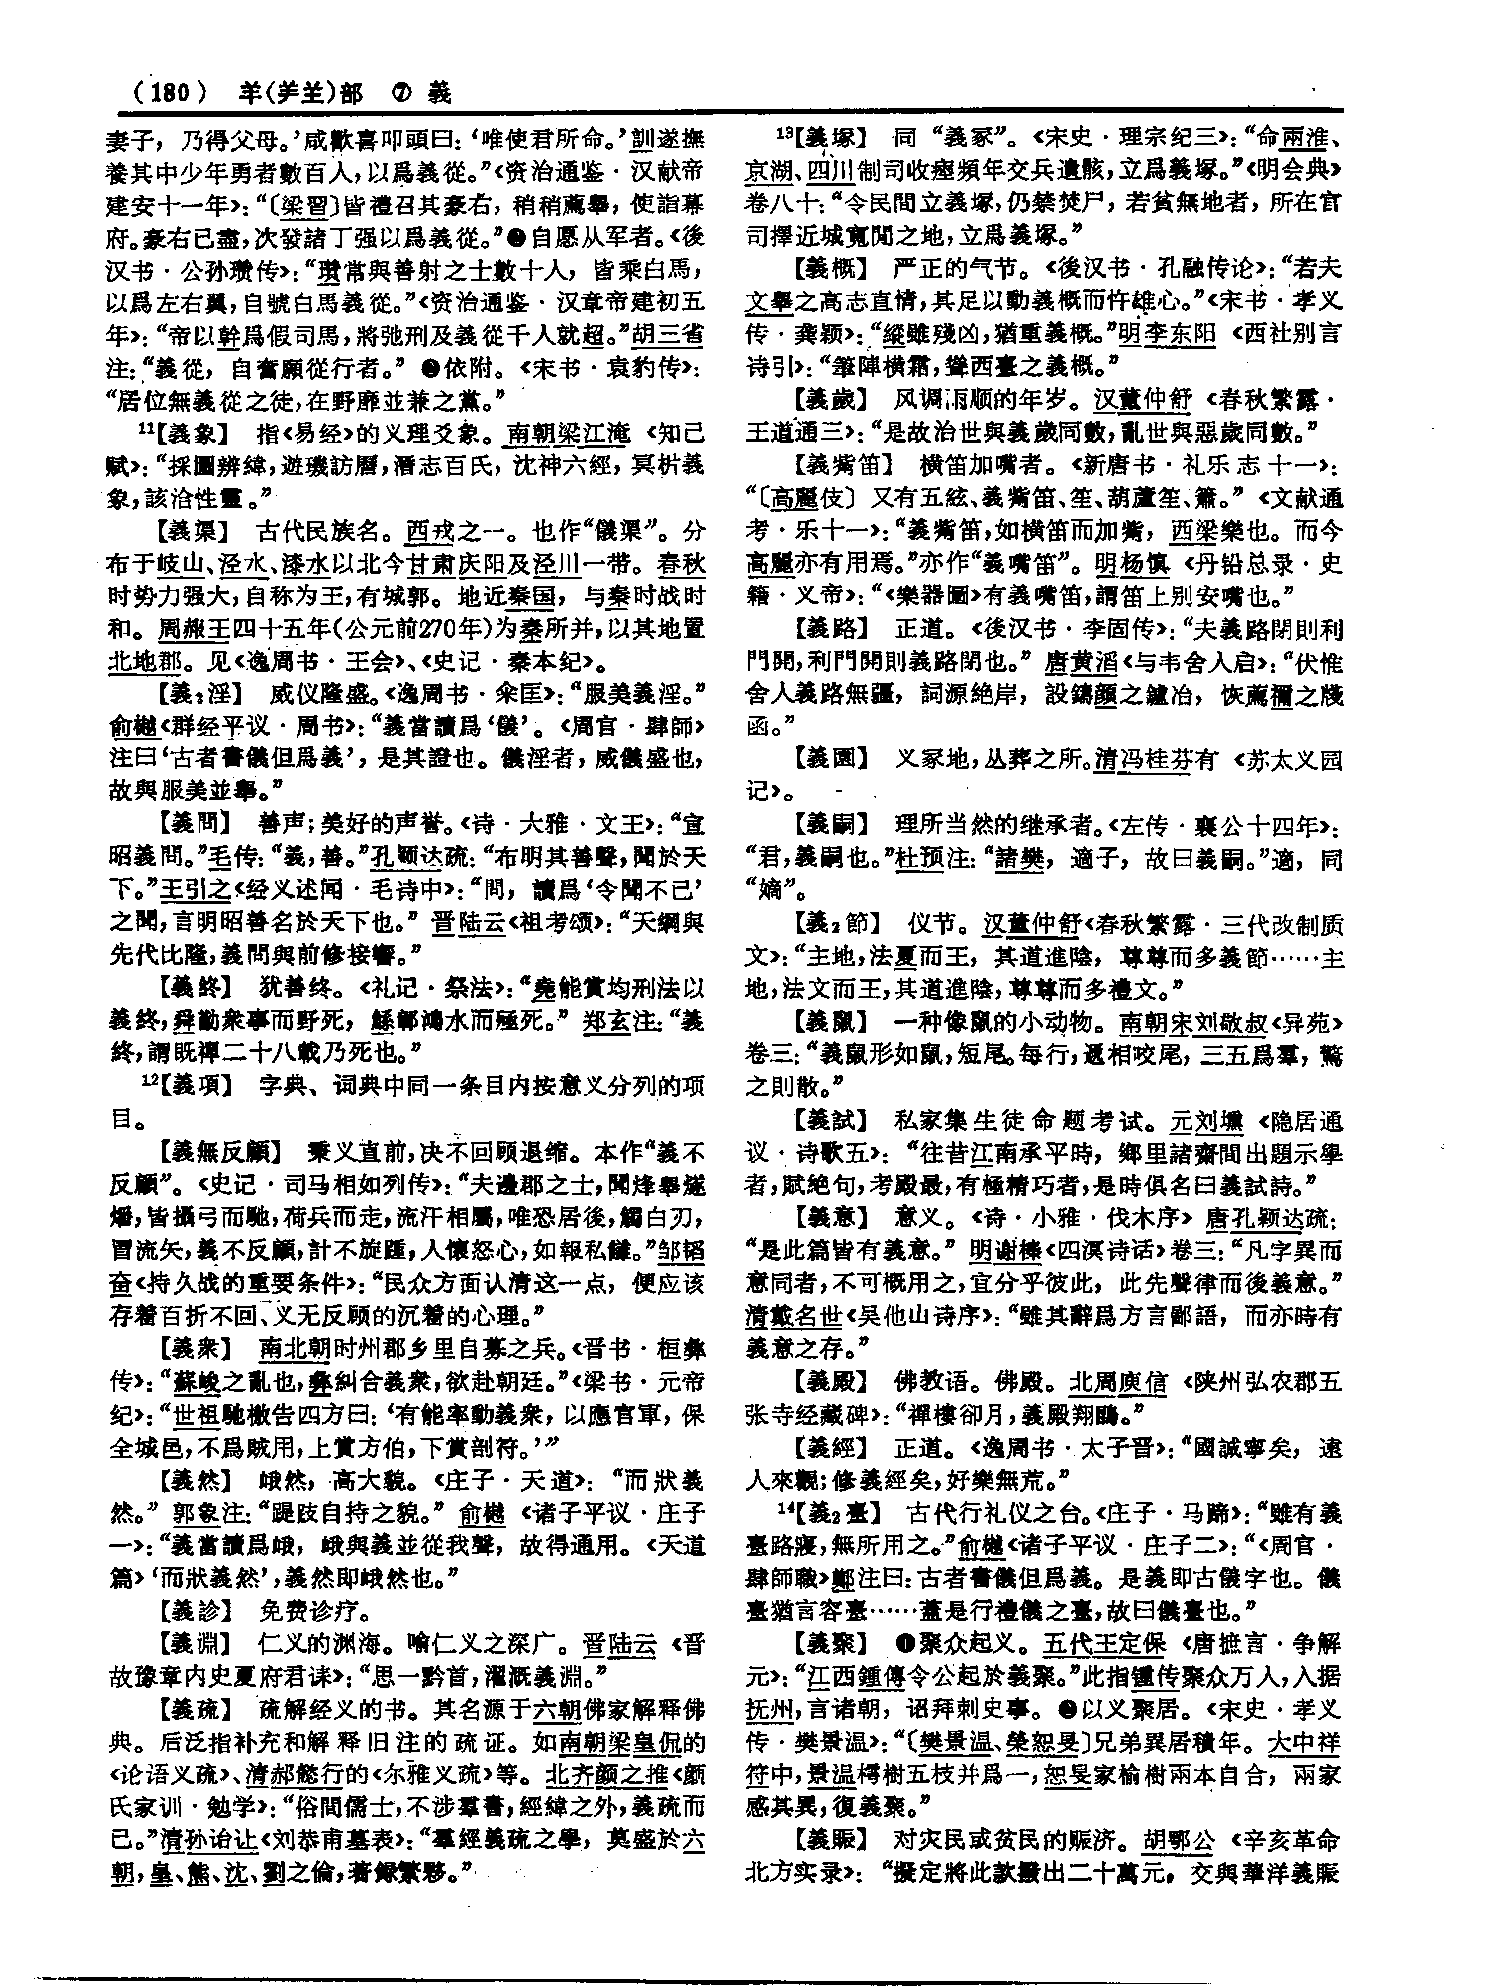 （180） 羊(⺶⺷)部 ⑦ 義
妻子，乃得父母。’咸歡喜叩頭曰：‘唯使君所命。’訓遂撫
養其中少年勇者數百人，以爲義從。”《资治通鉴·汉献帝
建安十一年》：“〔梁習〕皆禮召其豪右，稍稍薦舉，使詣幕
府。豪右已盡，次發諸丁强以爲義從。”❷自愿从军者。《後
汉书·公孙瓒传》：“瓚常與善射之士數十人，皆乘白馬，
以爲左右翼，自號白馬義從。”《资治通鉴·汉章帝建初五
年》：“帝以幹爲假司馬，將弛刑及義從千人就超。”胡三省
注：“義從，自奮願從行者。”❸依附。《宋书·袁豹传》：
“居位無義從之徒，在野靡並兼之黨。”
11【義象】 指《易经》的义理爻象。南朝梁江淹《知己
赋》：“採圖辨緯，遊璣訪曆，潛志百氏，沈神六經，冥析義
象，該洽性靈。”
【義渠】 古代民族名。西戎之一。也作“儀渠”。分
布于岐山、泾水、漆水以北今甘肃庆阳及泾川一带。春秋
时势力强大，自称为王，有城郭。地近秦国，与秦时战时
和。周赧王四十五年(公元前270年)为秦所并，以其地置
北地郡。见《逸周书·王会》、《史记·秦本纪》。
【義2淫】 威仪隆盛。《逸周书·籴匡》：“服美義淫。”
俞樾《群经平议·周书》：“義當讀爲‘儀’。《周官·肆師》
注曰‘古者書儀但爲義’，是其證也。儀淫者，威儀盛也，
故與服美並舉。”
【義問】 善声；美好的声誉。《诗·大雅·文王》：“宣
昭義問。”毛传：“義，善。”孔颖达疏：“布明其善聲，聞於天
下。”王引之《经义述闻·毛诗中》：“問，讀爲‘令聞不已’
之聞，言明昭善名於天下也。”晋陆云《祖考颂》：“天綱與
先代比隆，義問與前修接響。”
【義終】 犹善终。《礼记·祭法》：“堯能賞均刑法以
義終，舜勤衆事而野死，鯀鄣鴻水而殛死。”郑玄注：“義
終，謂既禪二十八載乃死也。”
12【義項】 字典、词典中同一条目内按意义分列的项
目。
【義無反顧】 秉义直前，决不回顾退缩。本作“義不
反顧”。《史记·司马相如列传》：“夫邊郡之士，聞烽舉燧
燔，皆攝弓而馳，荷兵而走，流汗相屬，唯恐居後，觸白刃，
冒流矢，義不反顧，計不旋踵，人懷怒心，如報私讎。”邹韬
奋《持久战的重要条件》：“民众方面认清这一点，便应该
存着百折不回、义无反顾的沉着的心理。”
【義衆】 南北朝时州郡乡里自募之兵。《晋书·桓彝
传》：“蘇峻之亂也，彝糾合義衆，欲赴朝廷。”《梁书·元帝
纪》：“世祖馳檄告四方曰：‘有能率動義衆，以應官軍，保
全城邑，不爲賊用，上賞方伯，下賞剖符。’”
【義然】 峨然，高大貌。《庄子·天道》：“而狀義
然。”郭象注：“踶跂自持之貌。”俞樾《诸子平议·庄子
一》：“義當讀爲峨，峨與義並從我聲，故得通用。《天道
篇》‘而狀義然’，義然即峨然也。”
【義診】 免费诊疗。
【義淵】 仁义的渊海。喻仁义之深广。晋陆云《晋
故豫章内史夏府君诔》：“思一黔首，濯溉義淵。”
【義疏】 疏解经义的书。其名源于六朝佛家解释佛
典。后泛指补充和解释旧注的疏证。如南朝梁皇侃的
《论语义疏》、清郝懿行的《尔雅义疏》等。北齐颜之推《颜
氏家训·勉学》：“俗間儒士，不涉羣書，經緯之外，義疏而
已。”清孙诒让《刘恭甫墓表》：“羣經義疏之學，莫盛於六
朝，皇、熊、沈、劉之倫，著録繁夥。”
13【義塚】 同“義冢”。《宋史·理宗纪三》：“命兩淮、
京湖、四川制司收瘞頻年交兵遺骸，立爲義塚。”《明会典》
卷八十：“令民間立義塚，仍禁焚尸，若貧無地者，所在官
司擇近城寬閒之地，立爲義塚。”
【義概】 严正的气节。《後汉书·孔融传论》：“若夫
文舉之高志直情，其足以動義概而忤雄心。”《宋书·孝义
传·龚颖》：“縱雖殘凶，猶重義概。”明李东阳《西社别言
诗引》：“筆陣横霜，聳西臺之義概。”
【義歲】 风调雨顺的年岁。汉董仲舒《春秋繁露·
王道通三》：“是故治世與義歲同數，亂世與惡歲同數。”
【義觜笛】 横笛加嘴者。《新唐书·礼乐志十一》：
“〔高麗伎〕又有五絃、義觜笛、笙、葫蘆笙、簫。”《文献通
考·乐十一》：“義觜笛，如横笛而加觜，西梁樂也。而今
高麗亦有用焉。”亦作“義嘴笛”。明杨慎《丹铅总录·史
籍·义帝》：“《樂器圖》有義嘴笛，謂笛上别安嘴也。”
【義路】 正道。《後汉书·李固传》：“夫義路閉則利
門開，利門開則義路閉也。”唐黄滔《与韦舍人启》：“伏惟
舍人義路無疆，詞源絶岸，設鑄顔之鑪冶，恢薦禰之牋
函。”
【義園】 义冢地，丛葬之所。清冯桂芬有《苏太义园
记》。
【義嗣】 理所当然的继承者。《左传·襄公十四年》：
“君，義嗣也。”杜预注：“諸樊，適子，故曰義嗣。”適，同
“嫡”。
【義2節】 仪节。汉董仲舒《春秋繁露·三代改制质
文》：“主地，法夏而王，其道進陰，尊尊而多義節……主
地，法文而王，其道進陰，尊尊而多禮文。”
【義鼠】 一种像鼠的小动物。南朝宋刘敬叔《异苑》
卷三：“義鼠形如鼠，短尾。每行，遞相咬尾，三五爲羣，驚
之則散。”
【義試】 私家集生徒命题考试。元刘壎《隐居通
议·诗歌五》：“往昔江南承平時，鄉里諸齋間出題示學
者，賦絶句，考殿最，有極精巧者，是時俱名曰義試詩。”
【義意】 意义。《诗·小雅·伐木序》唐孔颖达疏：
“是此篇皆有義意。”明谢榛《四溟诗话》卷三：“凡字異而
意同者，不可概用之，宜分乎彼此，此先聲律而後義意。”
清戴名世《吴他山诗序》：“雖其辭爲方言鄙語，而亦時有
義意之存。”
【義殿】 佛教语。佛殿。北周庾信《陕州弘农郡五
张寺经藏碑》：“禪樓卻月，義殿翔鷗。”
【義經】 正道。《逸周书·太子晋》：“國誠寧矣，遠
人來觀；修義經矣，好樂無荒。”
14【義2臺】 古代行礼仪之台。《庄子·马蹄》：“雖有義
臺路寢，無所用之。”俞樾《诸子平议·庄子二》：“《周官·
肆師職》鄭注曰：古者書儀但爲義。是義即古儀字也。儀
臺猶言容臺……蓋是行禮儀之臺，故曰儀臺也。”
【義聚】 ❶聚众起义。五代王定保《唐摭言·争解
元》：“江西鍾傳令公起於義聚。”此指锺传聚众万人，入据
抚州，言诸朝，诏拜刺史事。❷以义聚居。《宋史·孝义
传·樊景温》：“〔樊景温、榮恕旻〕兄弟異居積年。大中祥
符中，景温樗樹五枝并爲一，恕旻家榆樹兩本自合，兩家
感其異，復義聚。”
【義賑】 对灾民或贫民的赈济。胡鄂公《辛亥革命
北方实录》：“擬定將此款撥出二十萬元，交與華洋義賑